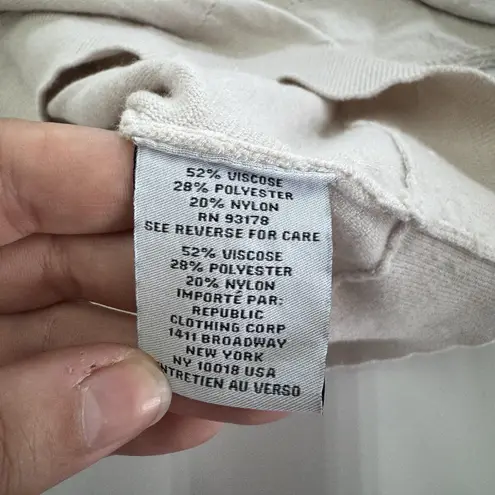 52% VISCOSE
28% POLYESTER
20% NYLON
RN 93178
SEE REVERSE FOR CARE
52% VISCOSE
28% POLYESTER
20% NYLON
IMPORTÉ PAR:
REPUBLIC
CLOTHING CORP
1411 BROADWAY
NEW YORK
NY 10018 USA
ENTRETIEN AU VERSO